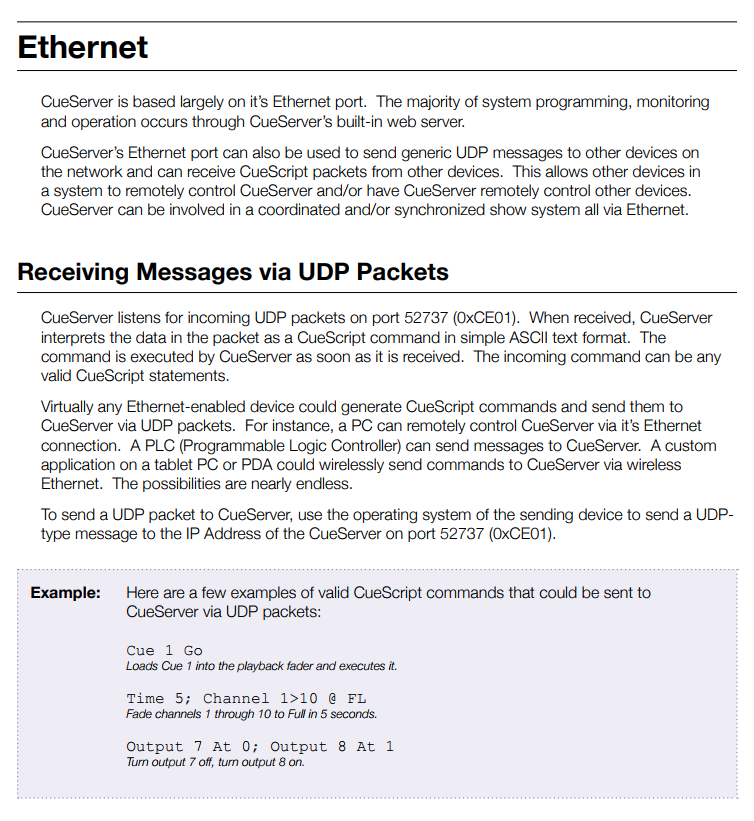 Ethernet
CueServer is based largely on it's Ethernet port.  The majority of system programming, monitoring
and operation occurs through CueServer's built-in web server.
CueServer's Ethernet port can also be used to send generic UDP messages to other devices on
the network and can receive CueScript packets from other devices.  This allows other devices in
a system to remotely control CueServer and/or have CueServer remotely control other devices.
CueServer can be involved in a coordinated and/or synchronized show system all via Ethernet.
Receiving Messages via UDP Packets
CueServer listens for incoming UDP packets on port 52737 (0xCE01).  When received, CueServer
interprets the data in the packet as a CueScript command in simple ASCII text format.  The
command is executed by CueServer as soon as it is received.  The incoming command can be any
valid CueScript statements.
Virtually any Ethernet-enabled device could generate CueScript commands and send them to
CueServer via UDP packets.  For instance, a PC can remotely control CueServer via it's Ethernet
connection.  A PLC (Programmable Logic Controller) can send messages to CueServer.  A custom
application on a tablet PC or PDA could wirelessly send commands to CueServer via wireless
Ethernet.  The possibilities are nearly endless.
To send a UDP packet to CueServer, use the operating system of the sending device to send a UDP-
type message to the IP Address of the CueServer on port 52737 (0xCE01).
Example: Here are a few examples of valid CueScript commands that could be sent to
CueServer via UDP packets:
Cue 1 Go
Loads Cue 1 into the playback fader and executes it.
Time 5; Channel 1>10 @ FL
Fade channels 1 through 10 to Full in 5 seconds.
Output 7 At 0; Output 8 At 1
Turn output 7 off, turn output 8 on.